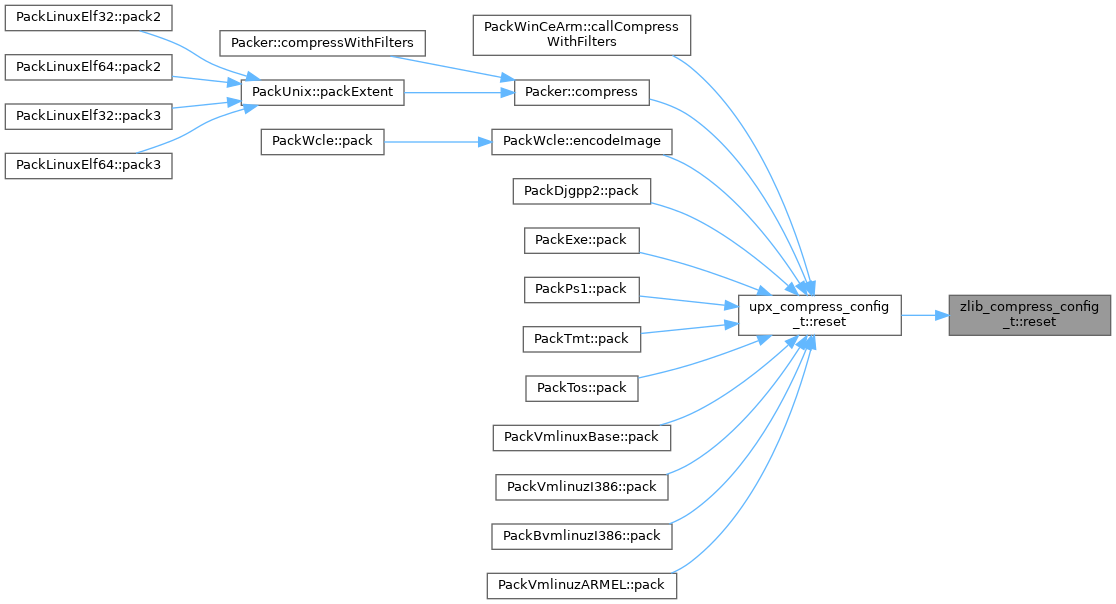 PackLinuxElf32::pack2
PackLinuxElf64::pack2
PackLinuxElf32::pack3
PackLinuxElf64::pack3
Packer::compressWithFilters
PackUnix::packExtent
PackWcle::pack
PackWinCeArm::callCompress
WithFilters
Packer::compress
PackWcle::encodeImage
PackDjgpp2::pack
PackExe::pack
PackPs1::pack
PackTmt::pack
PackTos::pack
PackVmlinuxBase::pack
PackVmlinuzI386::pack
PackBvmlinuzI386::pack
PackVmlinuzARMEL::pack
upx_compress_config
_t::reset
zlib_compress_config
_t::reset